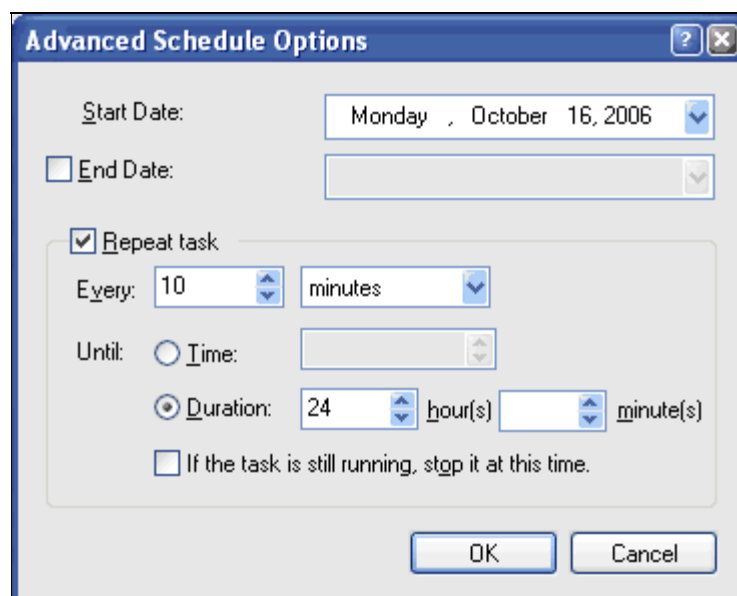 Advanced Schedule Options
Start Date: Monday , October 16, 2006
End Date:
Repeat task
Every: 10 minutes
Until: Time:
Duration: 24 hour(s) minute(s)
If the task is still running, stop it at this time.
OK Cancel